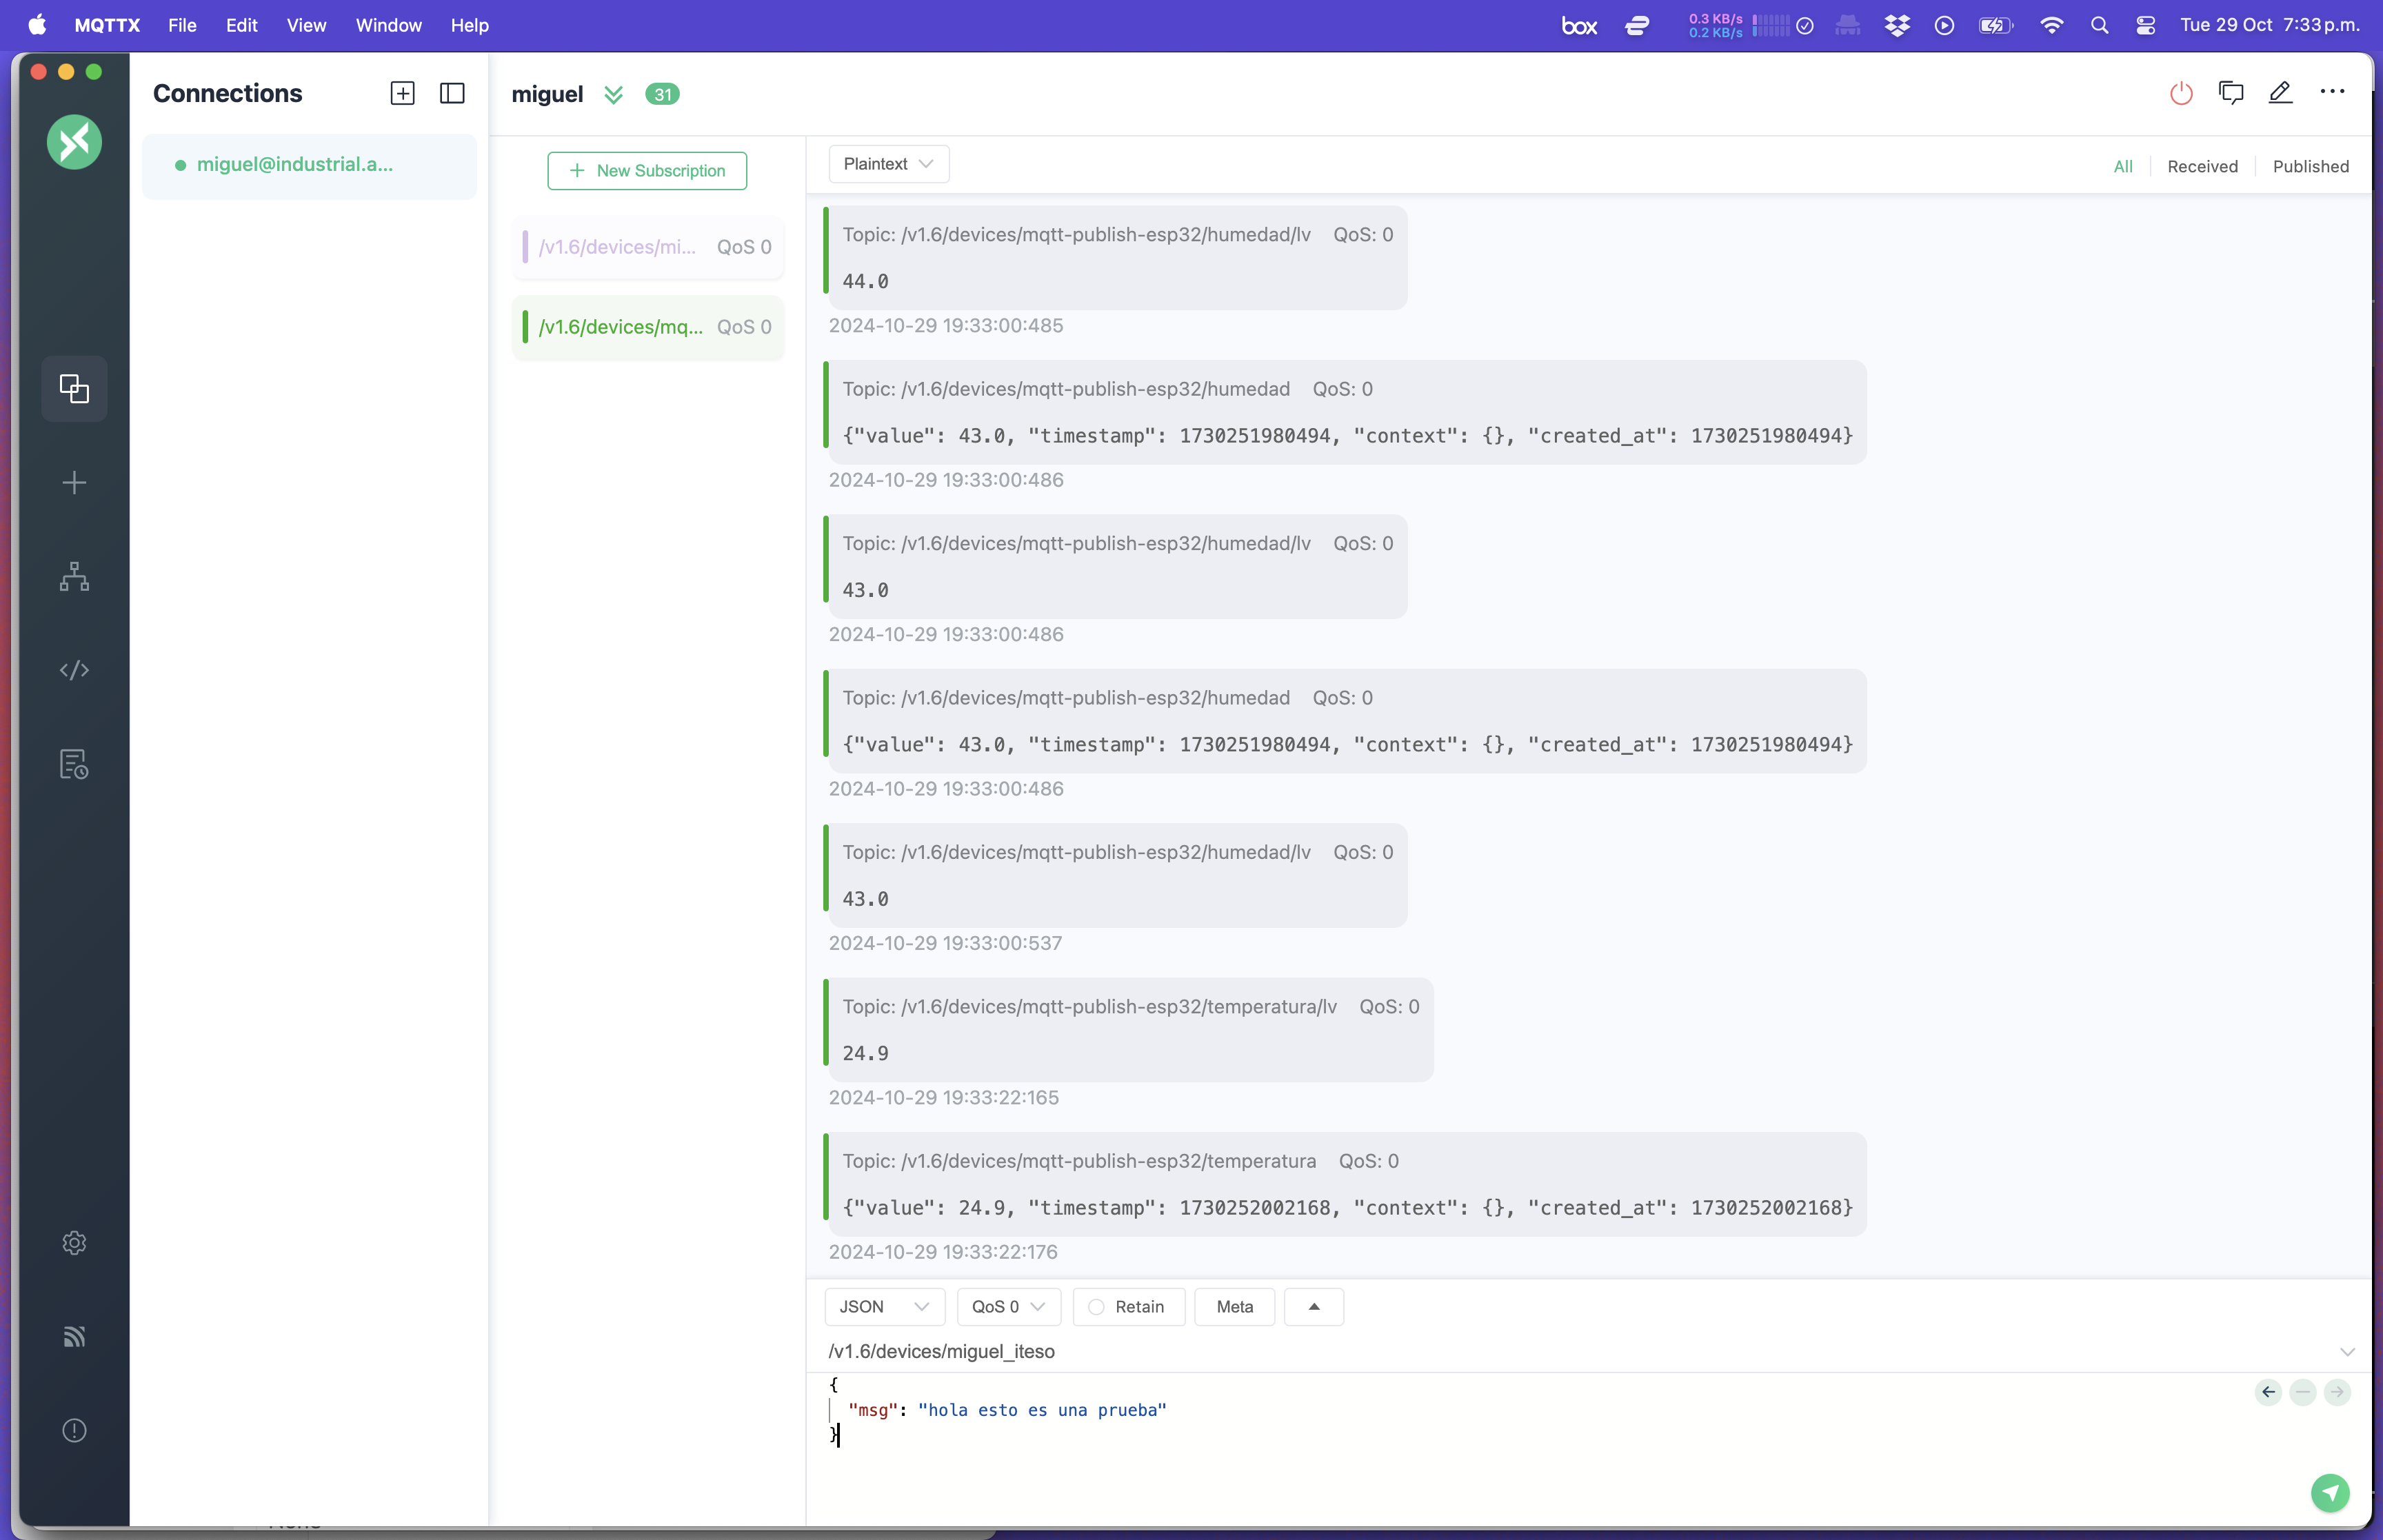 MQTTX File Edit View Window Help
box
0.3 KB/s
0.2 KB/s
Tue 29 Oct 7:33 p.m.
Connections
miguel@industrial.a...
miguel 31
New Subscription
/v1.6/devices/mi... QoS 0
/v1.6/devices/mq... QoS 0
Plaintext
All Received Published
Topic: /v1.6/devices/mqtt-publish-esp32/humedad/lv QoS: 0
44.0
2024-10-29 19:33:00:485
Topic: /v1.6/devices/mqtt-publish-esp32/humedad QoS: 0
{"value": 43.0, "timestamp": 1730251980494, "context": {}, "created_at": 1730251980494}
2024-10-29 19:33:00:486
Topic: /v1.6/devices/mqtt-publish-esp32/humedad/lv QoS: 0
43.0
2024-10-29 19:33:00:486
Topic: /v1.6/devices/mqtt-publish-esp32/humedad QoS: 0
{"value": 43.0, "timestamp": 1730251980494, "context": {}, "created_at": 1730251980494}
2024-10-29 19:33:00:486
Topic: /v1.6/devices/mqtt-publish-esp32/humedad/lv QoS: 0
43.0
2024-10-29 19:33:00:537
Topic: /v1.6/devices/mqtt-publish-esp32/temperatura/lv QoS: 0
24.9
2024-10-29 19:33:22:165
Topic: /v1.6/devices/mqtt-publish-esp32/temperatura QoS: 0
{"value": 24.9, "timestamp": 1730252002168, "context": {}, "created_at": 1730252002168}
2024-10-29 19:33:22:176
JSON QoS 0 Retain Meta
/v1.6/devices/miguel_iteso
{
"msg": "hola esto es una prueba"
}